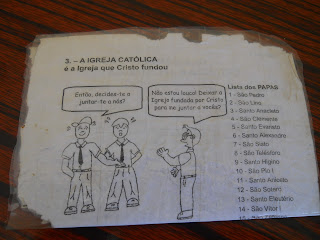 3. – A IGREJA CATÓLICA
é a Igreja que Cristo fundou
Então, decides-te a
juntar-te a nós?
Não estou louco! Deixar a
Igreja fundada por Cristo
para me juntar a vocês?
Lista dos PAPAS
1 - São Pedro
2 - São Lino
3 - Santo Anacleto
4 - São Clemente
5 - Santo Evaristo
6 - Santo Alexandre
7 - São Sisto
8 - São Telésforo
9 - Santo Higino
10 - São Pio I
11 - Santo Aniceto
12 - São Sotero
13 - Santo Eleutério
14 - São Vítor I